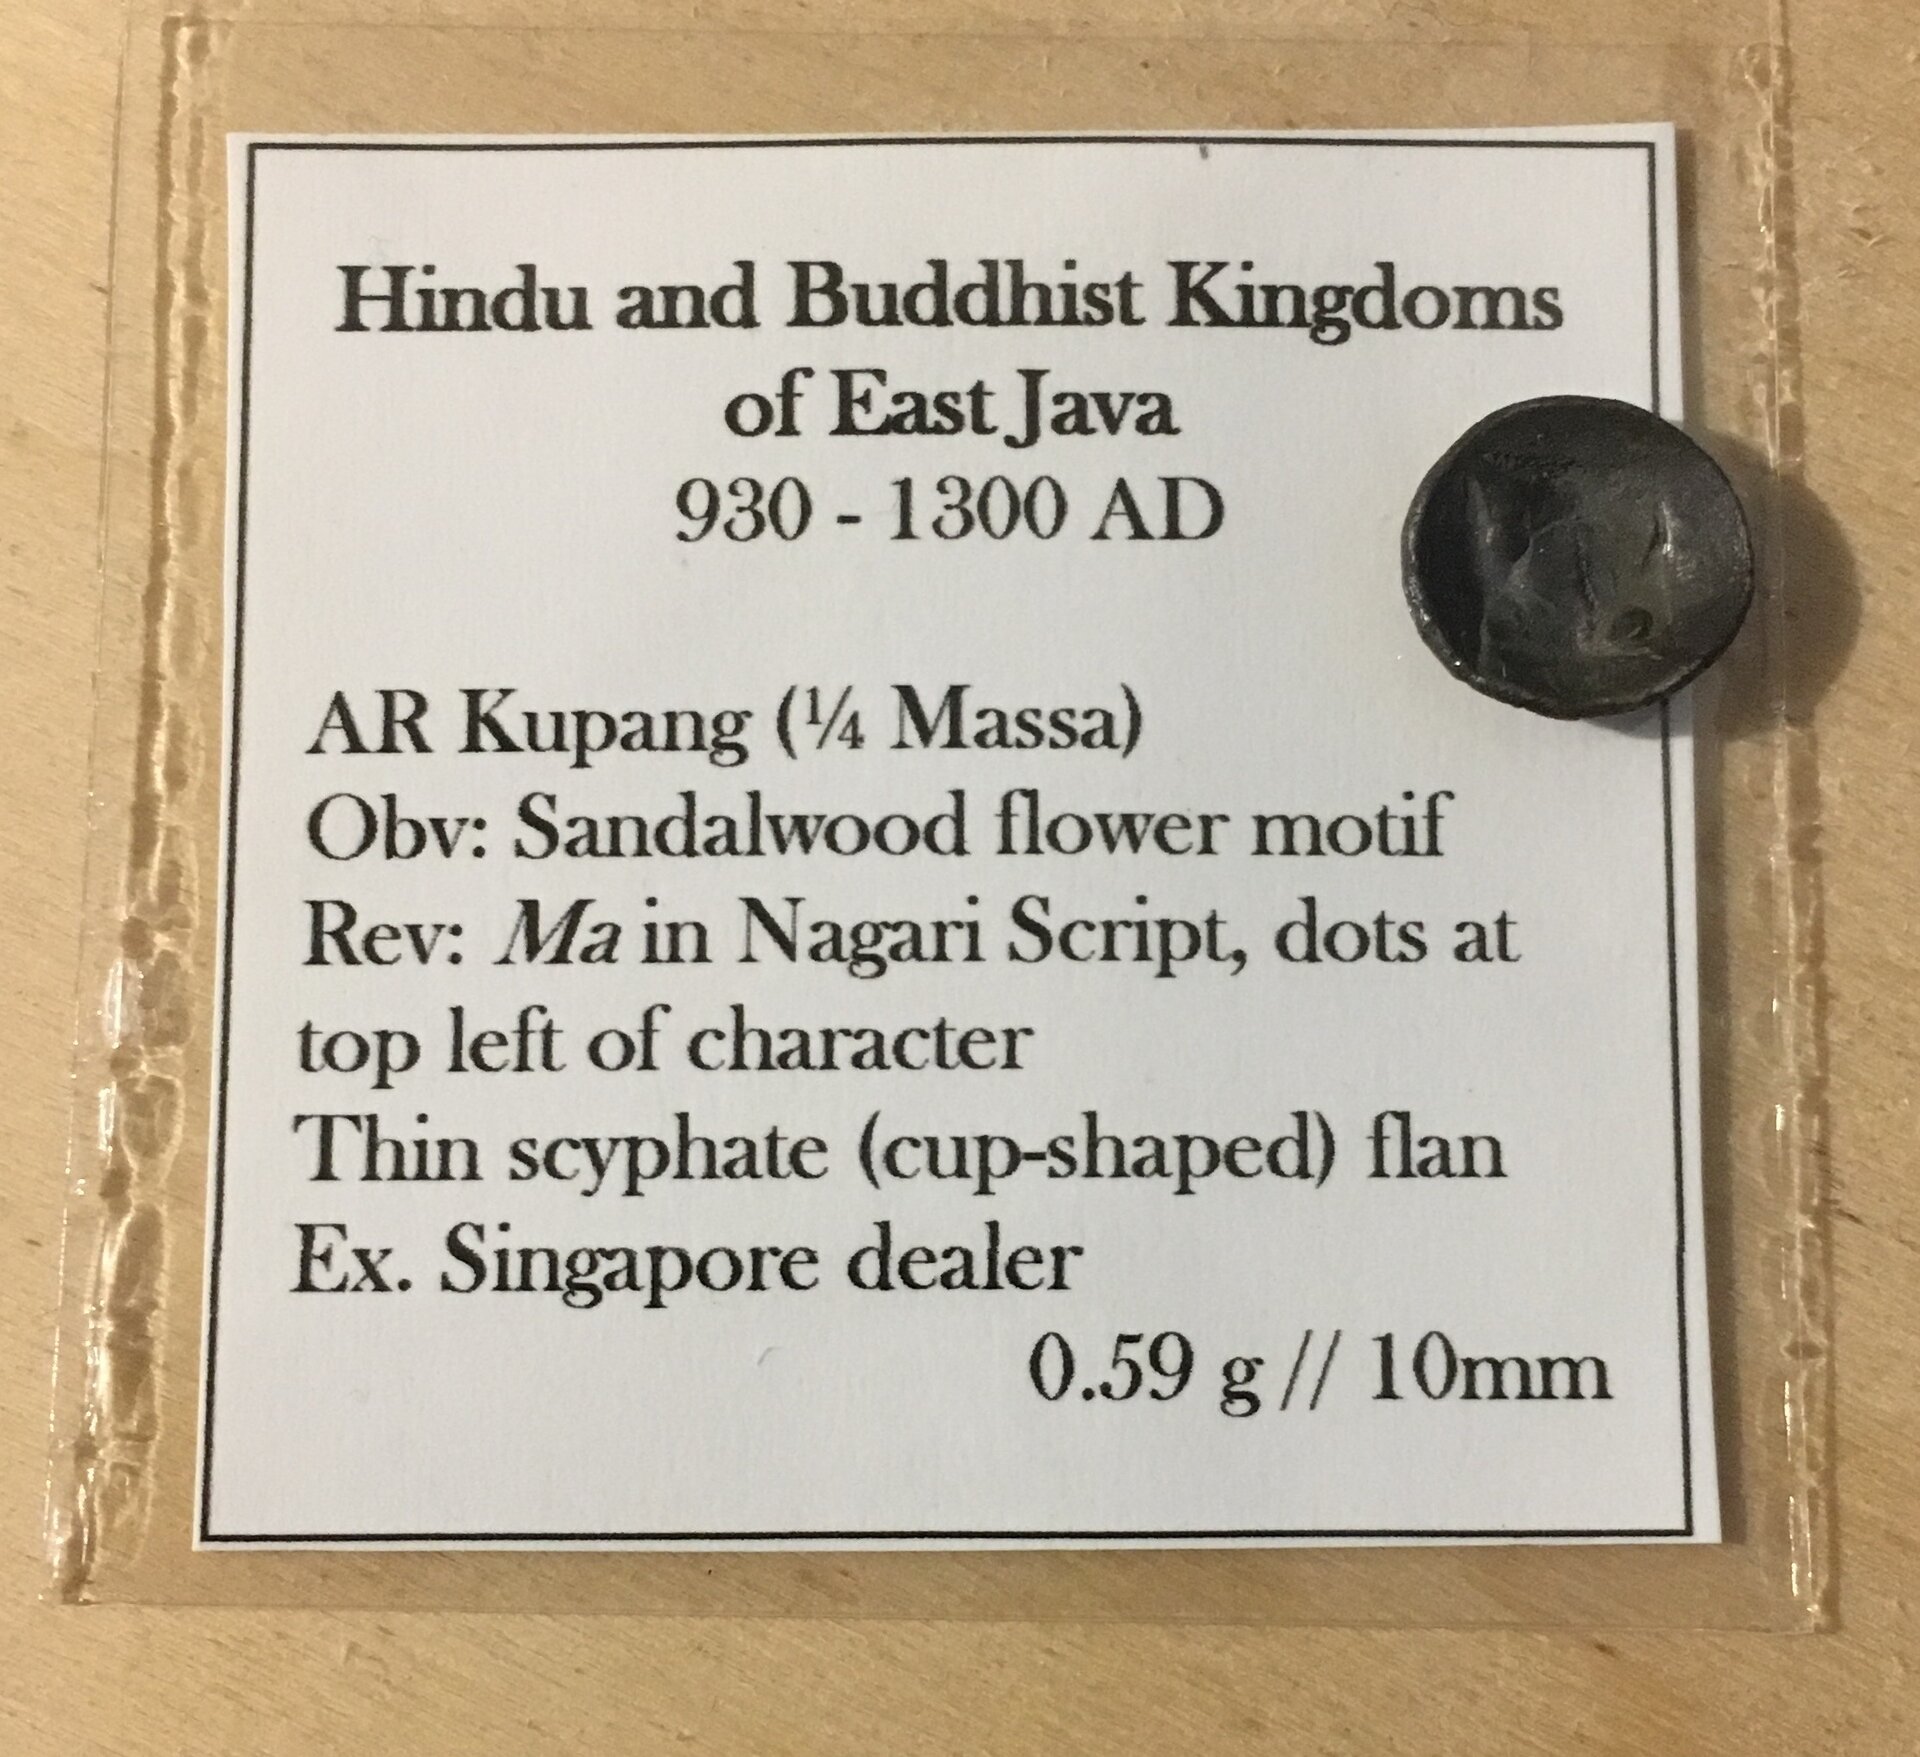 Hindu and Buddhist Kingdoms
of East Java
930 - 1300 AD
AR Kupang (¼ Massa)
Obv: Sandalwood flower motif
Rev: Ma in Nagari Script, dots at
top left of character
Thin scyphate (cup-shaped) flan
Ex. Singapore dealer
0.59 g // 10mm